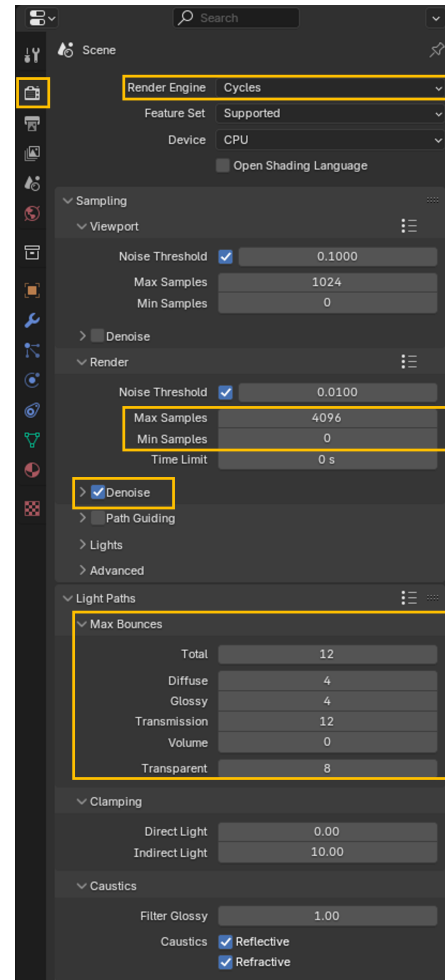 Search
Scene
Render Engine Cycles
Feature Set Supported
Device CPU
Open Shading Language
Sampling
Viewport
Noise Threshold 0.1000
Max Samples 1024
Min Samples 0
Denoise
Render
Noise Threshold 0.0100
Max Samples 4096
Min Samples 0
Time Limit 0 s
Denoise
Path Guiding
Lights
Advanced
Light Paths
Max Bounces
Total 12
Diffuse 4
Glossy 4
Transmission 12
Volume 0
Transparent 8
Clamping
Direct Light 0.00
Indirect Light 10.00
Caustics
Filter Glossy 1.00
Caustics Reflective
Refractive